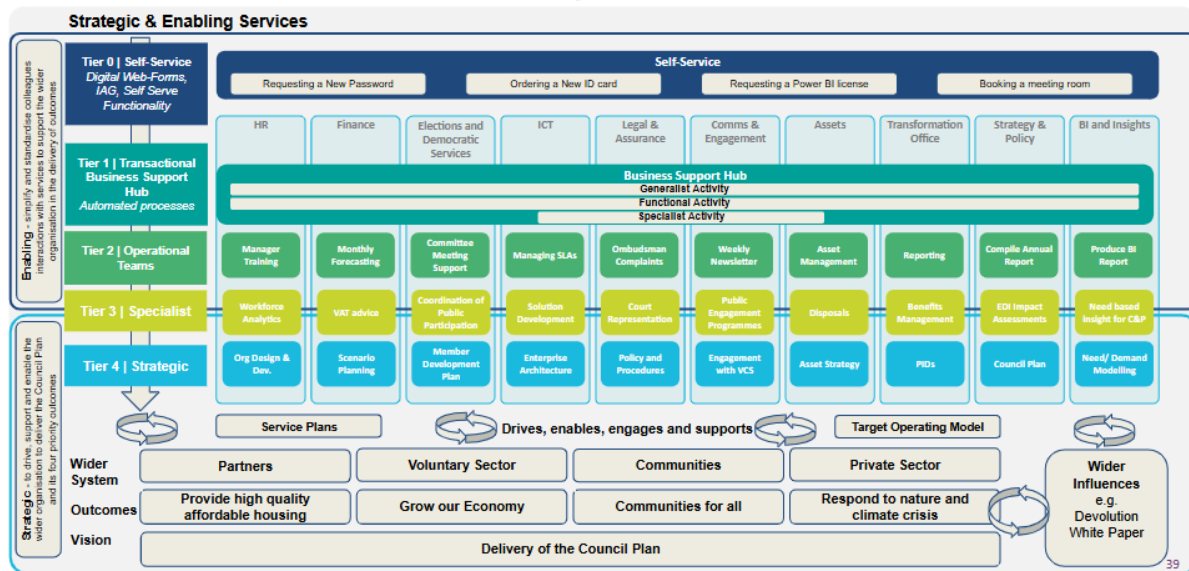 Strategic & Enabling Services
Enabling - simplify and standardise colleagues
interactions with services to support the wider
organisation in the delivery of outcomes
Tier 0 | Self-Service
Digital Web-Forms,
IAG, Self Serve
Functionality
Self-Service
Requesting a New Password
Ordering a New ID card
Requesting a Power BI license
Booking a meeting room
HR
Finance
Elections and
Democratic
Services
ICT
Legal &
Assurance
Comms &
Engagement
Assets
Transformation
Office
Strategy &
Policy
BI and Insights
Tier 1 | Transactional
Business Support
Hub
Automated processes
Business Support Hub
Generalist Activity
Functional Activity
Specialist Activity
Tier 2 | Operational
Teams
Manager
Training
Monthly
Forecasting
Committee
Meeting
Support
Managing SLAs
Ombudsman
Complaints
Weekly
Newsletter
Asset
Management
Reporting
Compile Annual
Report
Produce BI
Report
Tier 3 | Specialist
Workforce
Analytics
VAT advice
Coordination of
Public
Participation
Solution
Development
Court
Representation
Public
Engagement
Programmes
Disposals
Benefits
Management
EDI Impact
Assessments
Need based
insight for C&P
Strategic - to drive, support and enable the
wider organisation to deliver the Council Plan
and its four priority outcomes
Tier 4 | Strategic
Org Design &
Dev.
Scenario
Planning
Member
Development
Plan
Enterprise
Architecture
Policy and
Procedures
Engagement
with VCS
Asset Strategy
PIDs
Council Plan
Need/ Demand
Modelling
Service Plans
Drives, enables, engages and supports
Target Operating Model
Wider
System
Partners
Voluntary Sector
Communities
Private Sector
Outcomes
Provide high quality
affordable housing
Grow our Economy
Communities for all
Respond to nature and
climate crisis
Vision
Delivery of the Council Plan
Wider
Influences
e.g.
Devolution
White Paper
39